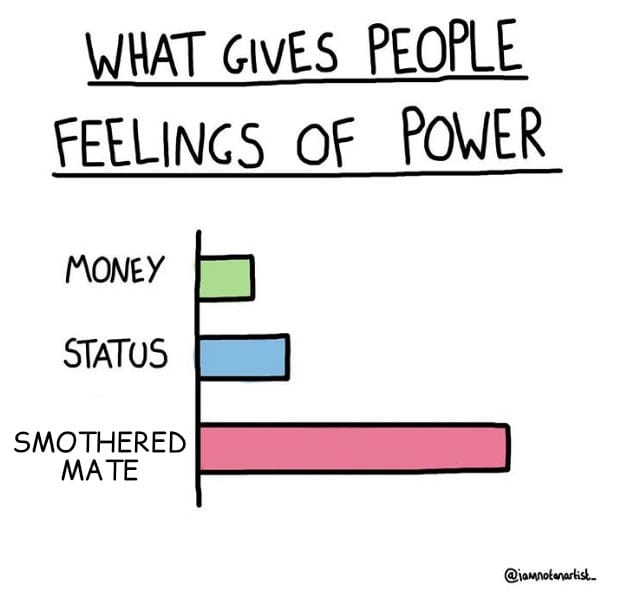 WHAT GIVES PEOPLE
FEELINGS OF POWER
MONEY
STATUS
SMOTHERED
MATE
@iamnotanartist_